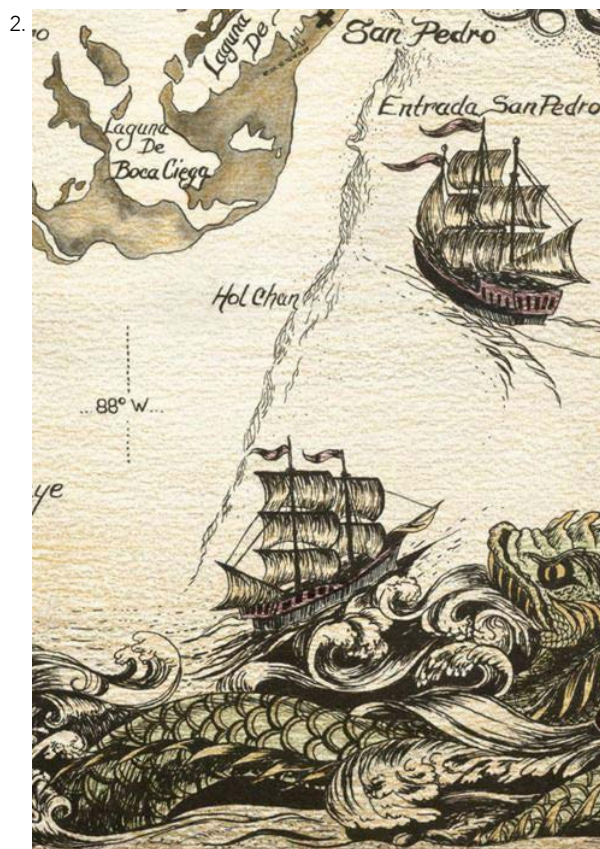 2.
San Pedro
Laguna
De
Entrada San Pedro
Laguna
De
Boca Ciega
Hol Chan
88° W
ye